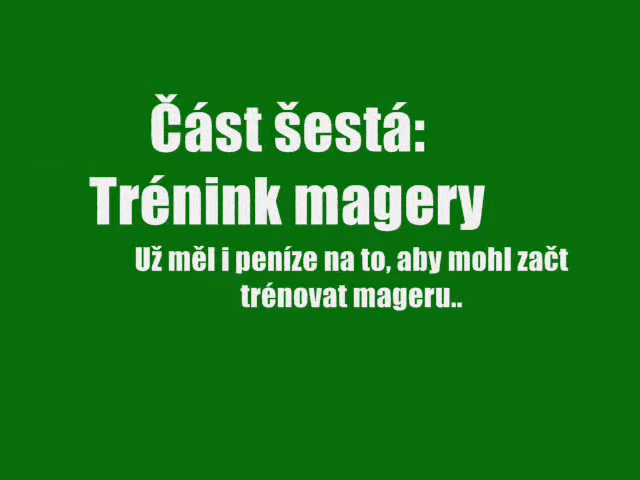 Část šestá:
Trénink magery
Už měl i peníze na to, aby mohl začt
trénovat mageru..